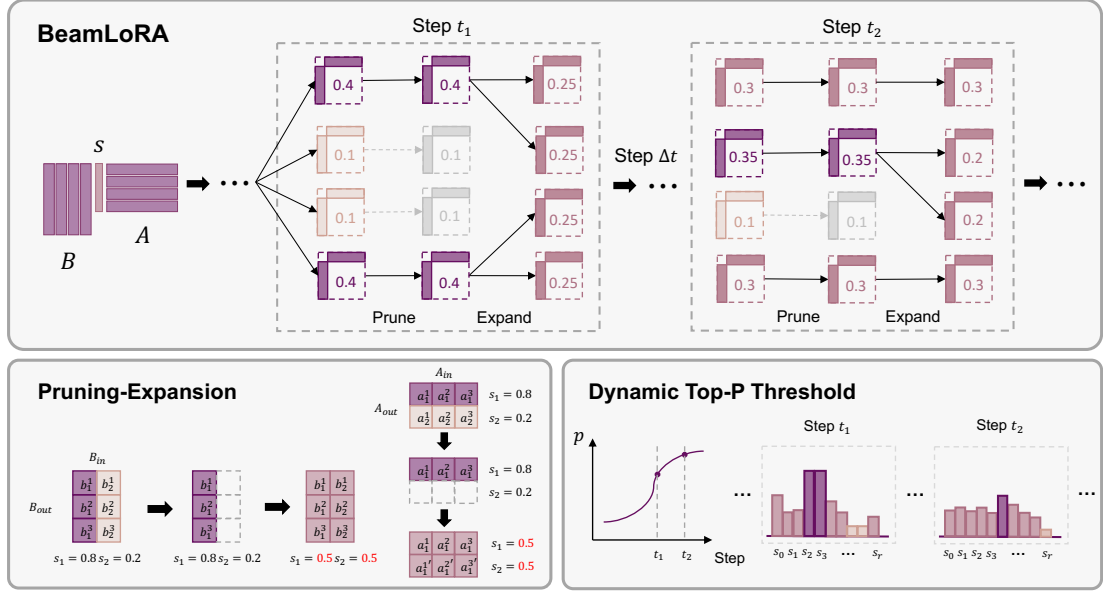 BeamLoRA
Step t₁
Step t₂
0.4 0.4 0.25
0.3 0.3 0.3
0.1 0.1 0.25
0.35 0.35 0.2
s
Step Δt
0.1 0.1 0.25
0.1 0.1 0.2
B
A
0.4 0.4 0.25
0.3 0.3 0.3
Prune Expand
Prune Expand
Pruning-Expansion
A_in
A_out
a₁¹ a₁² a₁³ s₁ = 0.8
a₂¹ a₂² a₂³ s₂ = 0.2
a₁¹ a₁² a₁³ s₁ = 0.8
s₂ = 0.2
a₁¹ a₁² a₁³ s₁ = 0.5
a₁¹′ a₁²′ a₁³′ s₂ = 0.5
B_in
B_out
b₁¹ b₂¹
b₁² b₂²
b₁³ b₂³
s₁ = 0.8 s₂ = 0.2
b₁¹
b₁²
b₁³
s₁ = 0.8 s₂ = 0.2
b₁¹ b₂¹
b₁² b₂²
b₁³ b₂³
s₁ = 0.5 s₂ = 0.5
Dynamic Top-P Threshold
p
t₁ t₂ Step
Step t₁
...
s₀ s₁ s₂ s₃ ... sᵣ
...
Step t₂
s₀ s₁ s₂ s₃ ... sᵣ
...